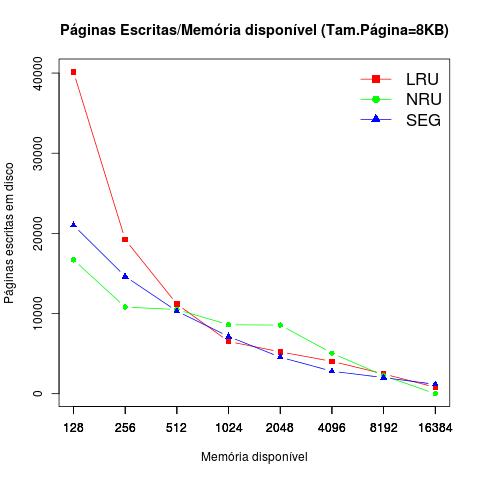 Páginas Escritas/Memória disponível (Tam.Página=8KB)
LRU
NRU
SEG
Páginas escritas em disco
40000
30000
20000
10000
0
128 256 512 1024 2048 4096 8192 16384
Memória disponível